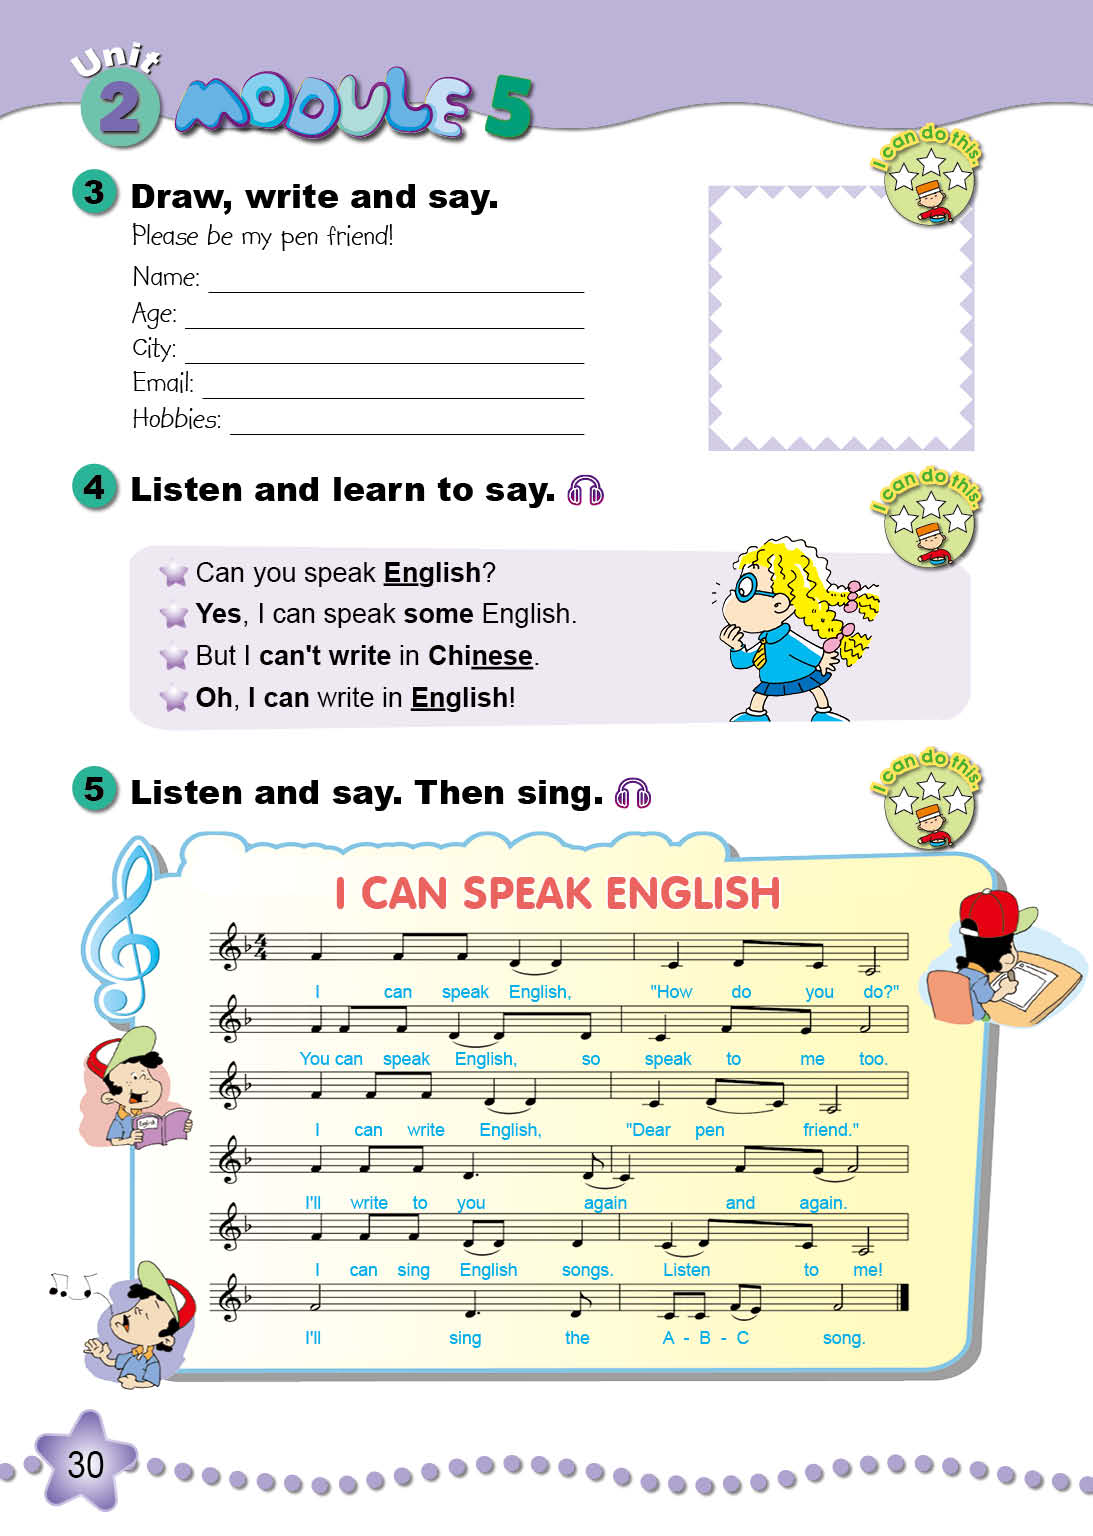 Unit
2 MODULE 5
I can do this.
3 Draw, write and say.
Please be my pen friend!
Name:
Age:
City:
Email:
Hobbies:
4 Listen and learn to say.
I can do this.
Can you speak English?
Yes, I can speak some English.
But I can't write in Chinese.
Oh, I can write in English!
5 Listen and say. Then sing.
I can do this.
I CAN SPEAK ENGLISH
4
4
I can speak English, "How do you do?"
You can speak English, so speak to me too.
English
I can write English, "Dear pen friend."
I'll write to you again and again.
I can sing English songs. Listen to me!
I'll sing the A - B - C song.
30